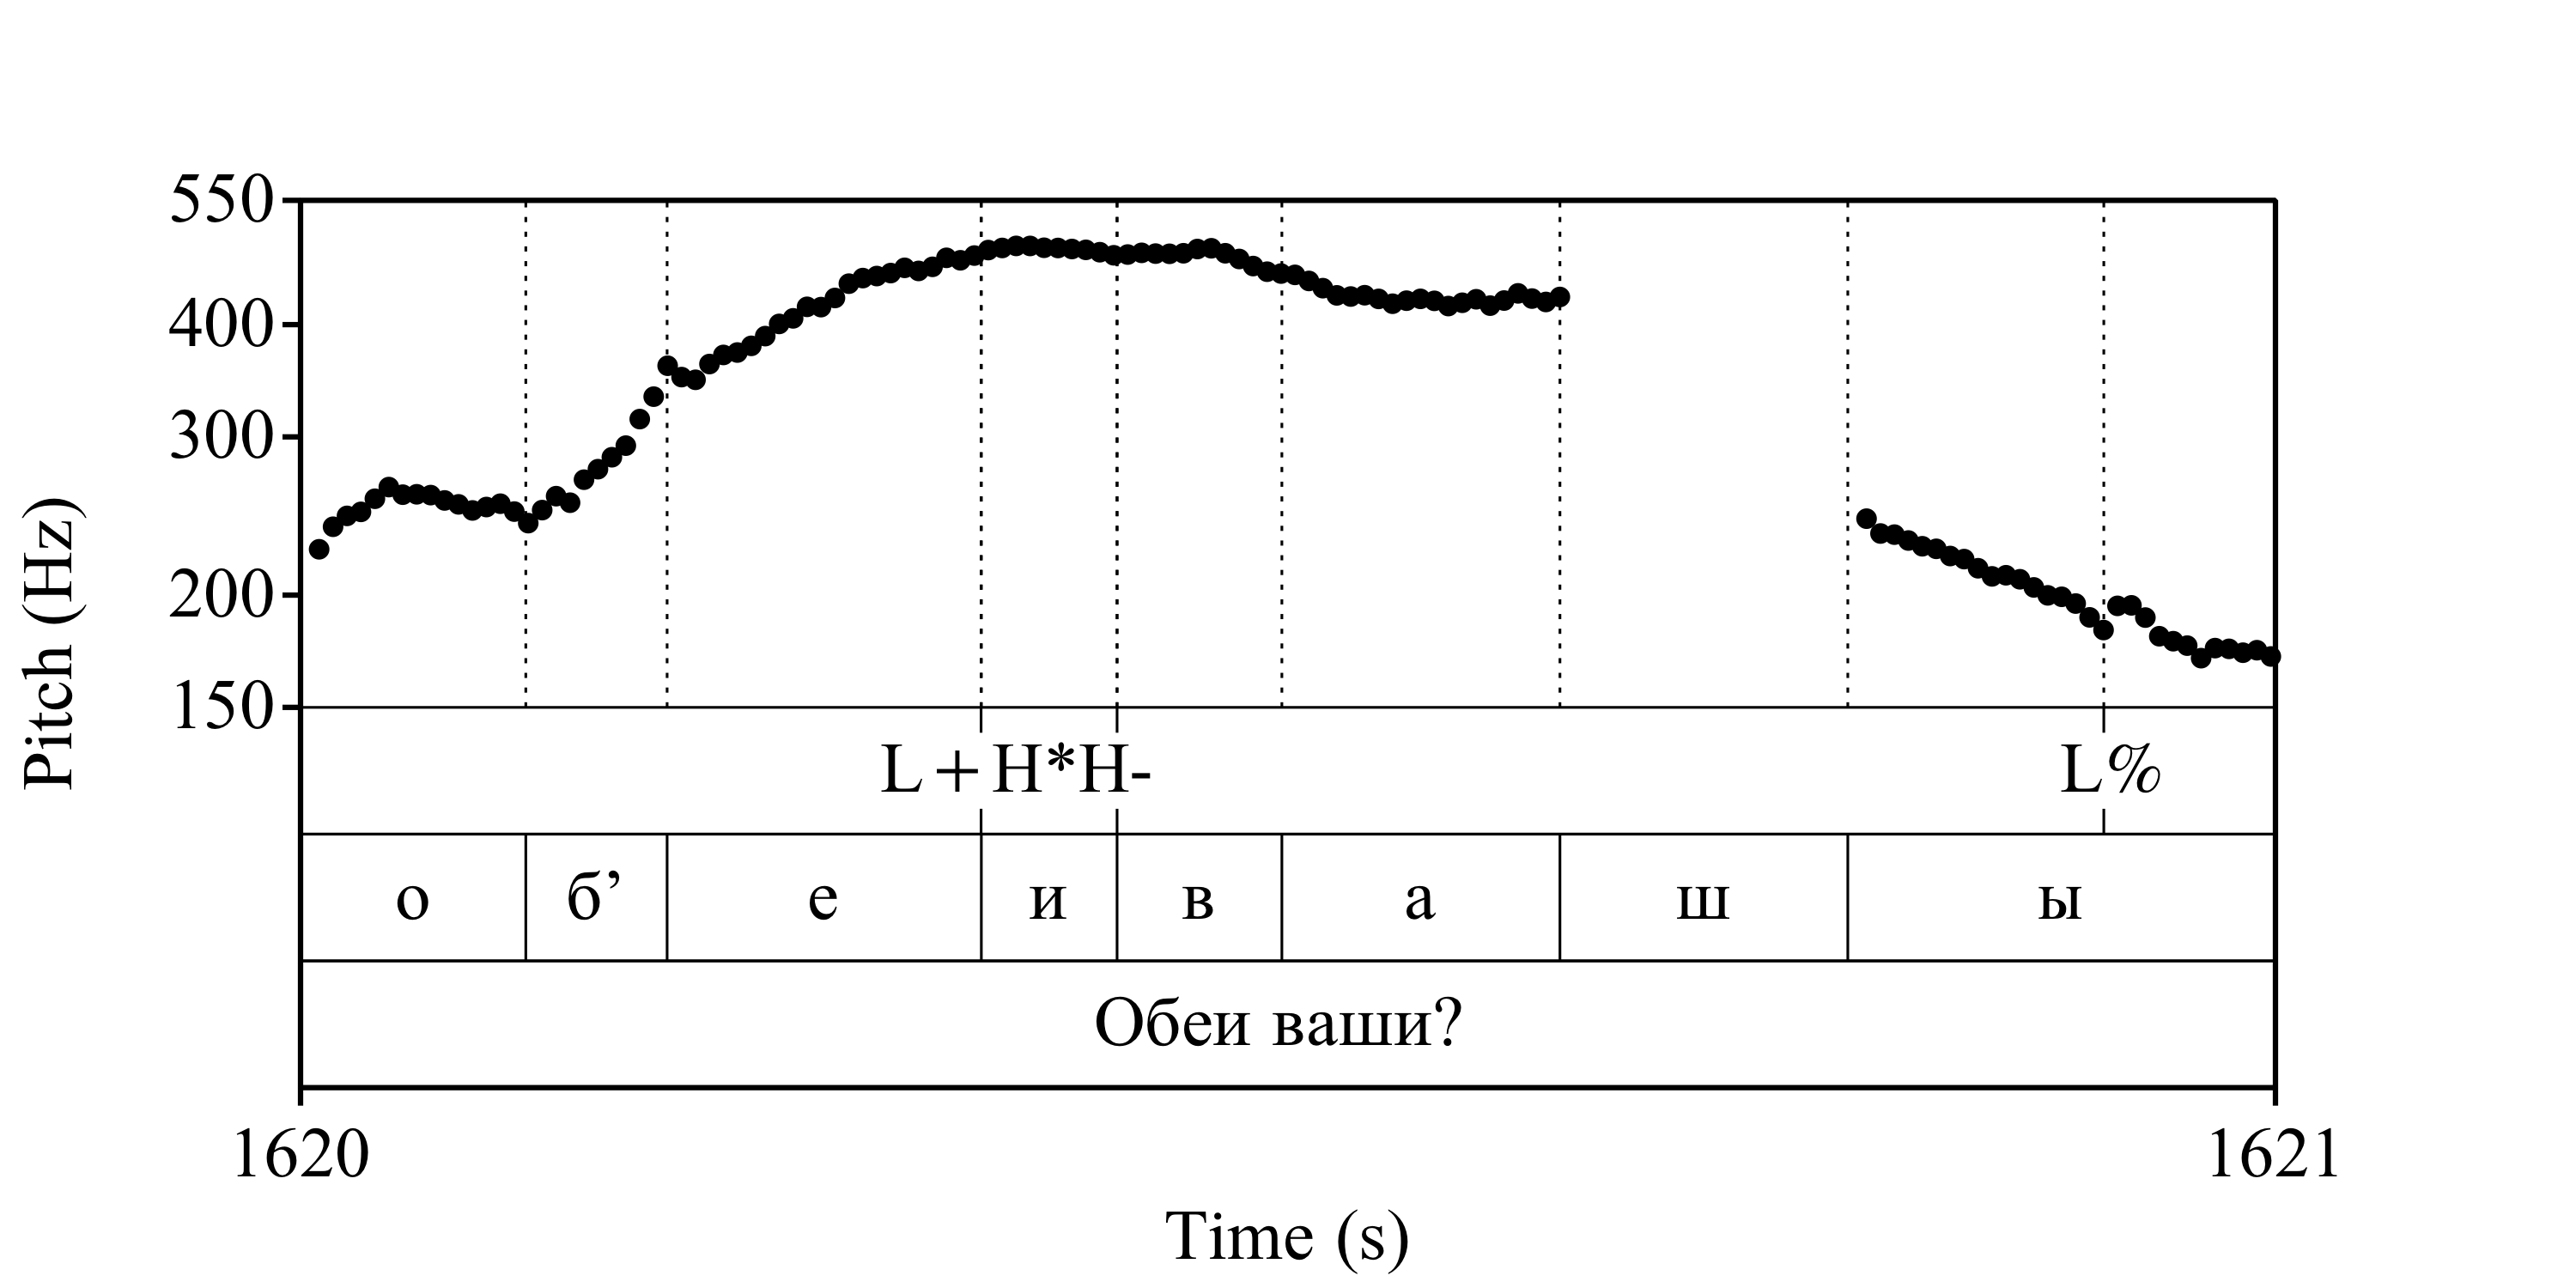 550
400
300
200
150
Pitch (Hz)
L+H*H- L%
о б’ е и в а ш ы
Обеи ваши?
1620 1621
Time (s)